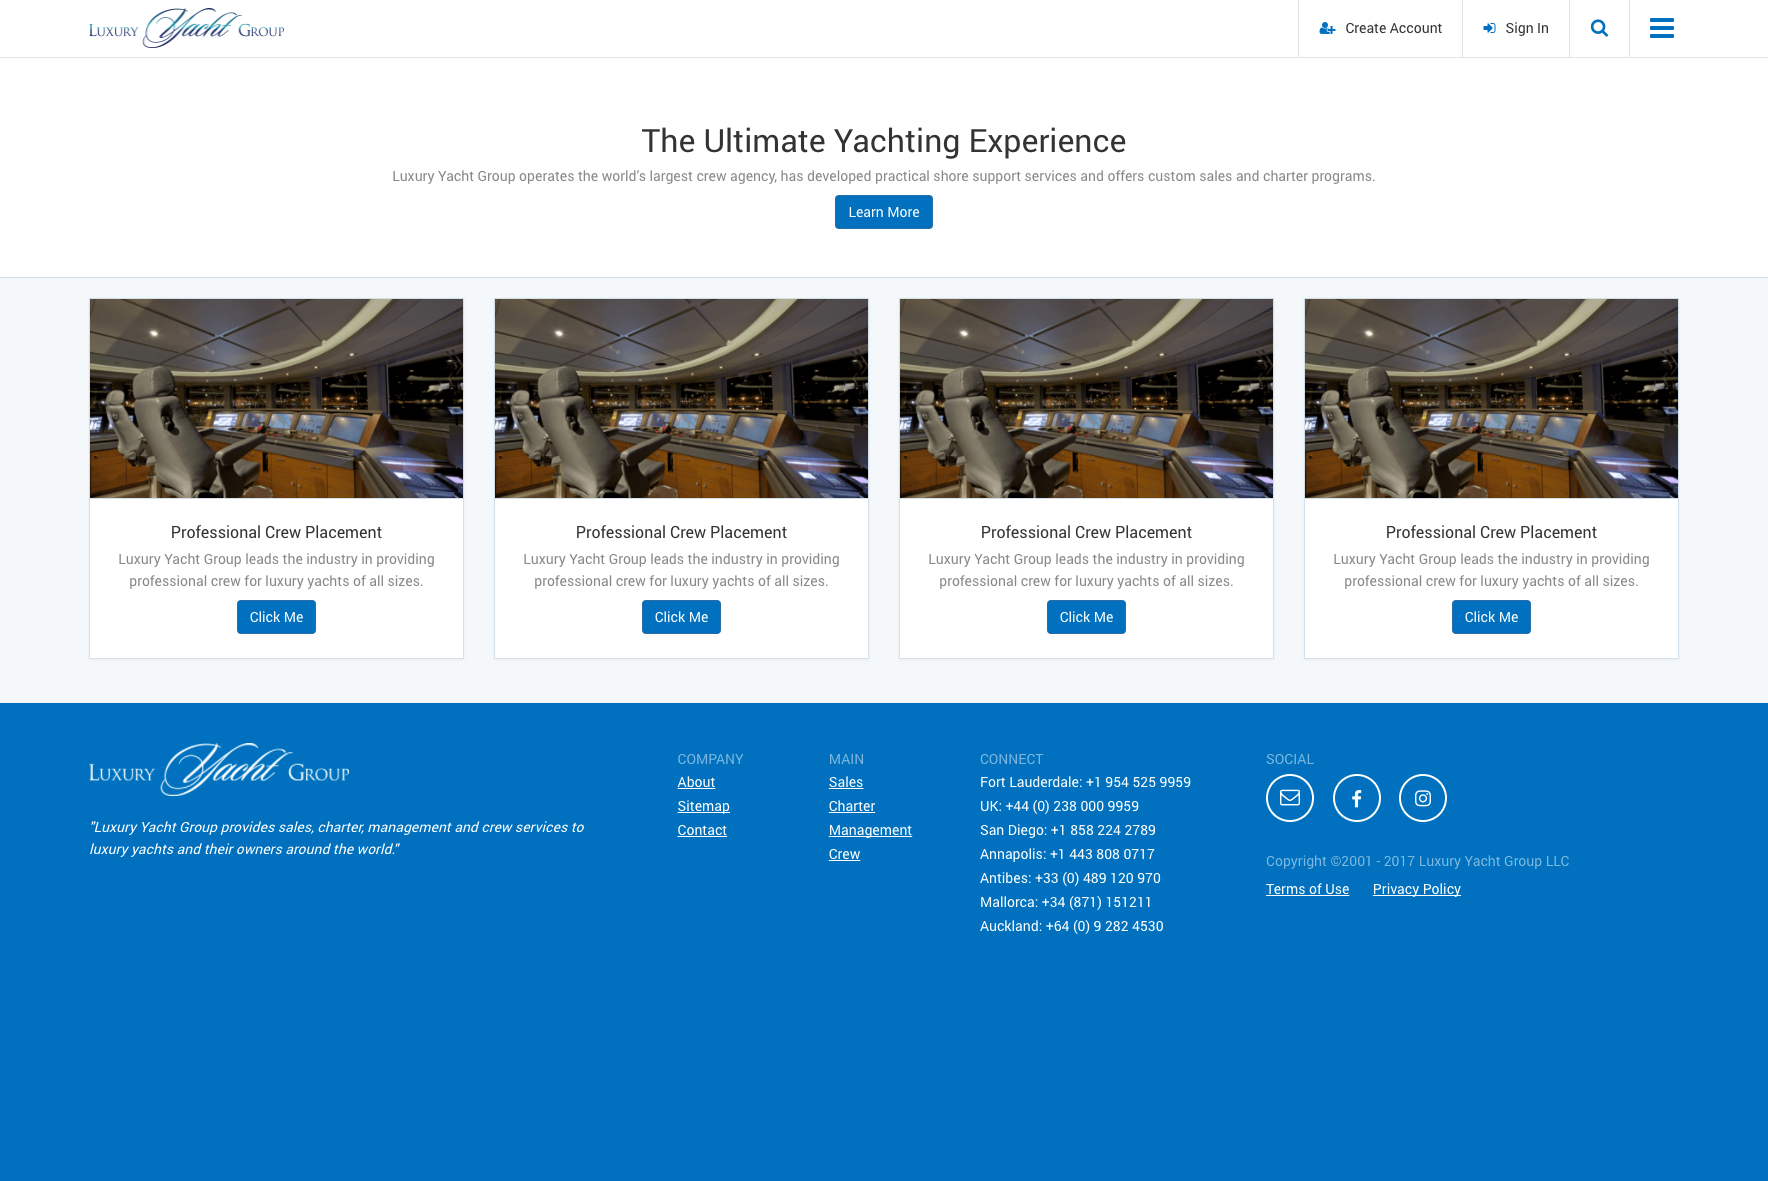 Luxury Yacht Group
Create Account
Sign In
The Ultimate Yachting Experience
Luxury Yacht Group operates the world's largest crew agency, has developed practical shore support services and offers custom sales and charter programs.
Learn More
Professional Crew Placement
Luxury Yacht Group leads the industry in providing
professional crew for luxury yachts of all sizes.
Click Me
Professional Crew Placement
Luxury Yacht Group leads the industry in providing
professional crew for luxury yachts of all sizes.
Click Me
Professional Crew Placement
Luxury Yacht Group leads the industry in providing
professional crew for luxury yachts of all sizes.
Click Me
Professional Crew Placement
Luxury Yacht Group leads the industry in providing
professional crew for luxury yachts of all sizes.
Click Me
Luxury Yacht Group
"Luxury Yacht Group provides sales, charter, management and crew services to
luxury yachts and their owners around the world."
COMPANY
About
Sitemap
Contact
MAIN
Sales
Charter
Management
Crew
CONNECT
Fort Lauderdale: +1 954 525 9959
UK: +44 (0) 238 000 9959
San Diego: +1 858 224 2789
Annapolis: +1 443 808 0717
Antibes: +33 (0) 489 120 970
Mallorca: +34 (871) 151211
Auckland: +64 (0) 9 282 4530
SOCIAL
Copyright ©2001 - 2017 Luxury Yacht Group LLC
Terms of Use Privacy Policy